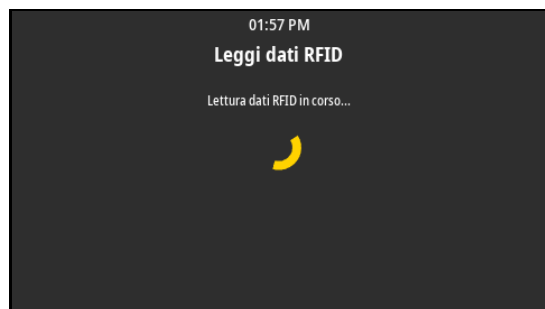 01:57 PM
Leggi dati RFID
Lettura dati RFID in corso...